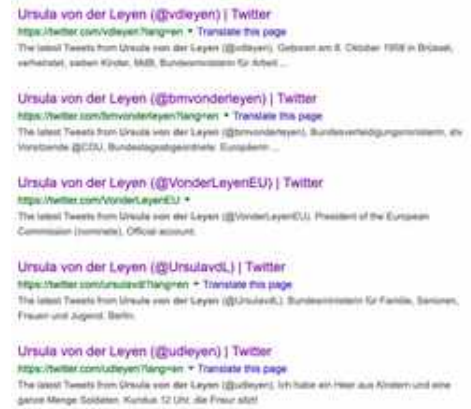 Ursula von der Leyen (@vdleyen) | Twitter
https://twitter.com/vdleyen?lang=en ▾ Translate this page
The latest Tweets from Ursula von der Leyen (@vdleyen). Geboren am 8. Oktober 1958 in Brüssel,
verheiratet, sieben Kinder, MdB, Bundesministerin für Arbeit ...
Ursula von der Leyen (@bmvonderleyen) | Twitter
https://twitter.com/bmvonderleyen?lang=en ▾ Translate this page
The latest Tweets from Ursula von der Leyen (@bmvonderleyen). Bundesverteidigungsministerin, stv.
Vorsitzende @CDU, Bundestagsabgeordnete. Europäerin ...
Ursula von der Leyen (@VonderLeyenEU) | Twitter
https://twitter.com/VonderLeyenEU ▾
The latest Tweets from Ursula von der Leyen (@VonderLeyenEU). President of the European
Commission (nominate). Official account.
Ursula von der Leyen (@UrsulavdL) | Twitter
https://twitter.com/ursulavdl?lang=en ▾ Translate this page
The latest Tweets from Ursula von der Leyen (@UrsulavdL). Bundesministerin für Familie, Senioren,
Frauen und Jugend. Berlin.
Ursula von der Leyen (@udleyen) | Twitter
https://twitter.com/udleyen?lang=en ▾ Translate this page
The latest Tweets from Ursula von der Leyen (@udleyen). Ich habe ein Heer aus Kindern und eine
ganze Menge Soldaten. Kundus 12 Uhr, die Frisur sitzt!